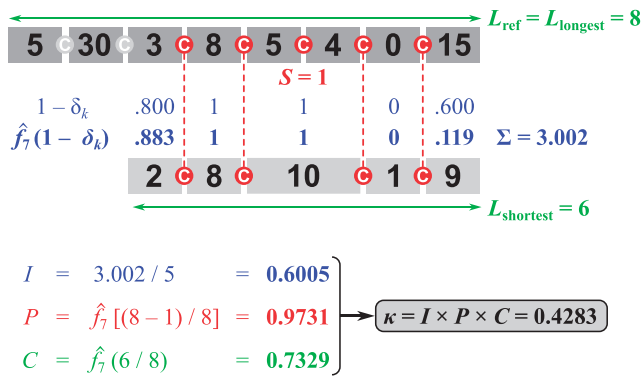 L_ref = L_longest = 8
5 C 30 C 3 C 8 C 5 C 4 C 0 C 15
S = 1
1 – δ_k .800 1 1 0 .600
f̂_7 (1 – δ_k) .883 1 1 0 .119 Σ = 3.002
2 C 8 C 10 C 1 C 9
L_shortest = 6
I = 3.002 / 5 = 0.6005
P = f̂_7 [(8 – 1) / 8] = 0.9731
κ = I × P × C = 0.4283
C = f̂_7 (6 / 8) = 0.7329